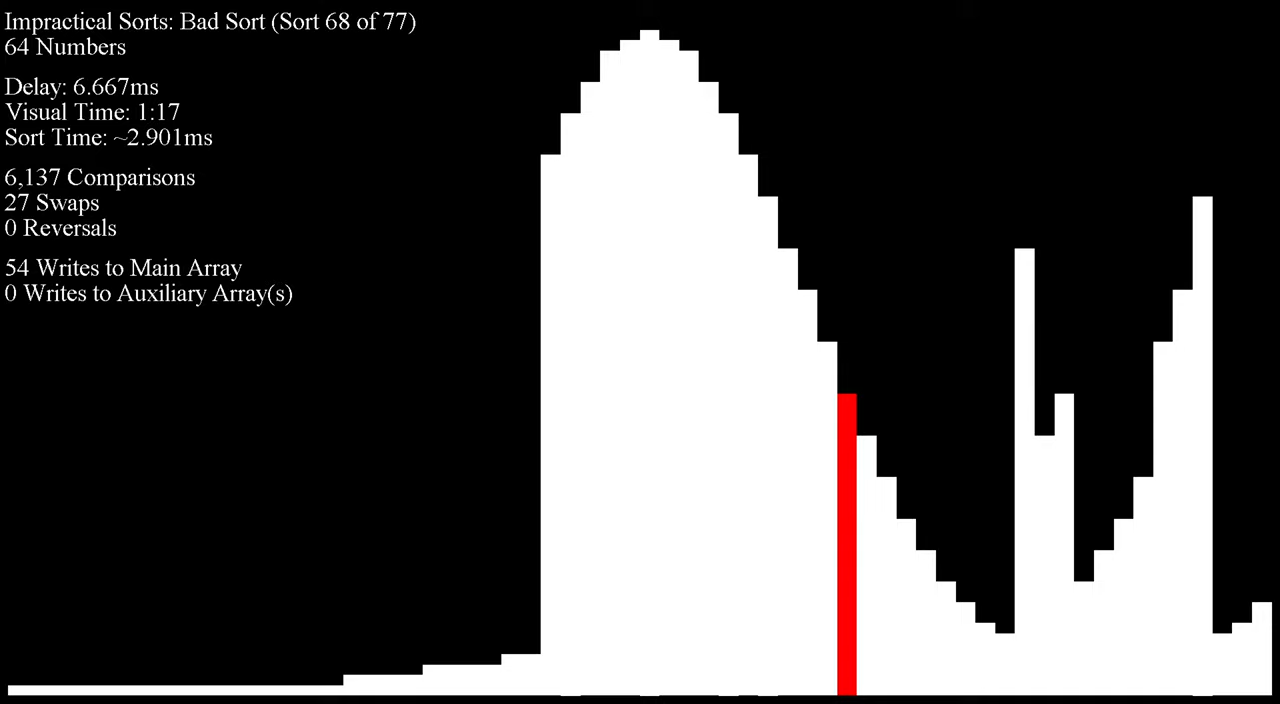 Impractical Sorts: Bad Sort (Sort 68 of 77)
64 Numbers
Delay: 6.667ms
Visual Time: 1:17
Sort Time: ~2.901ms
6,137 Comparisons
27 Swaps
0 Reversals
54 Writes to Main Array
0 Writes to Auxiliary Array(s)